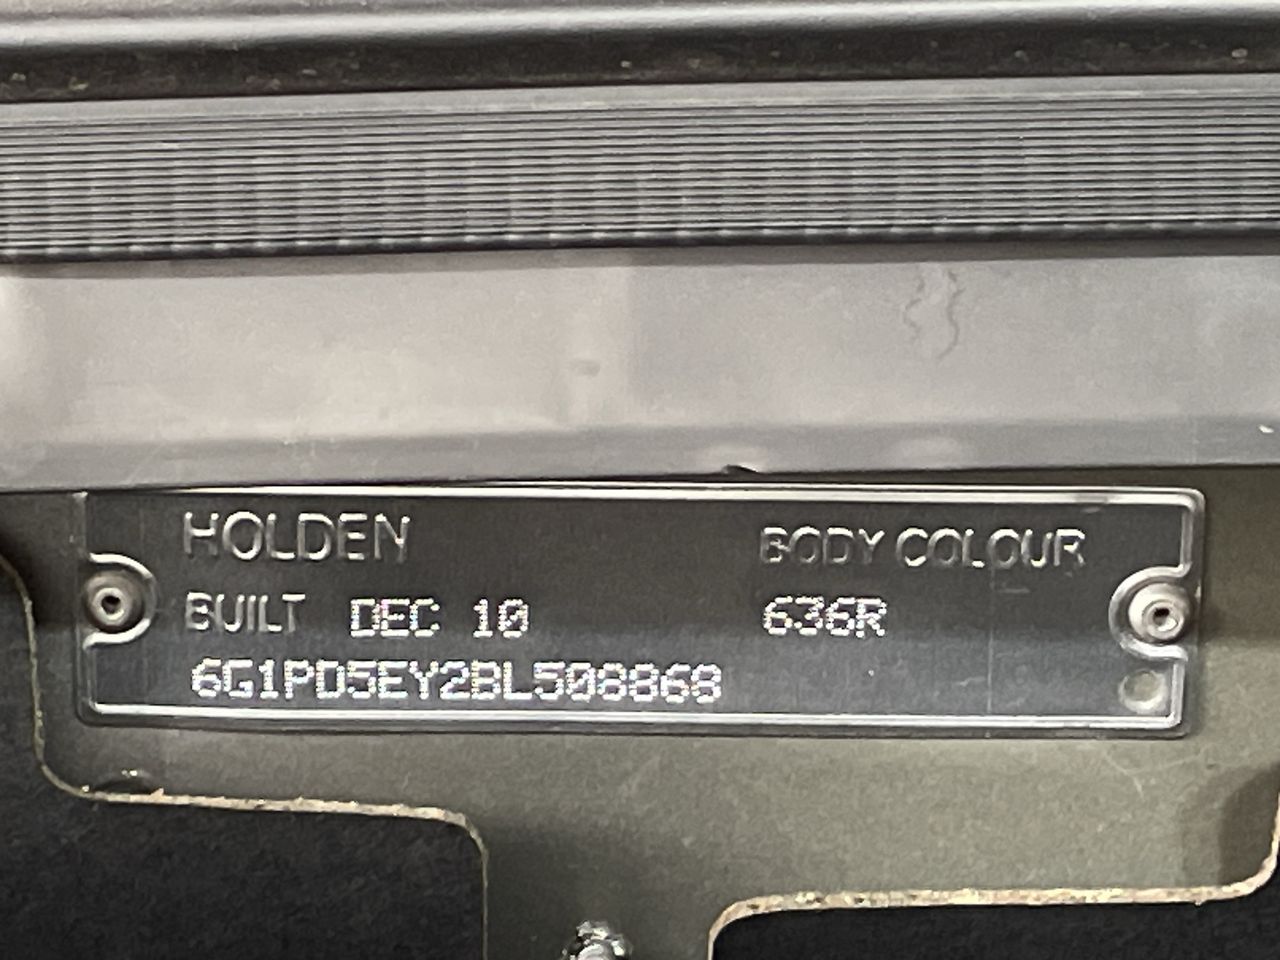 HOLDEN
BODY COLOUR
BUILT DEC 10
636R
6G1PD5EY2BL508868